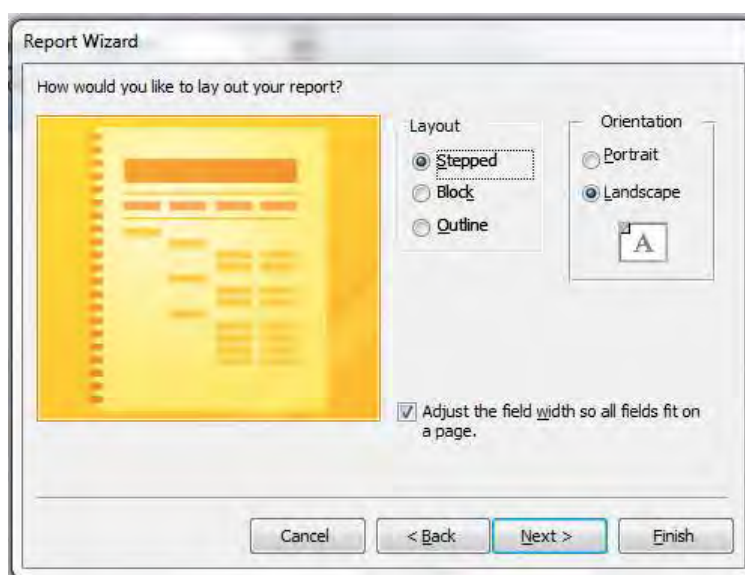 Report Wizard
How would you like to lay out your report?
Layout
Stepped
Block
Outline
Orientation
Portrait
Landscape
A
Adjust the field width so all fields fit on
a page.
Cancel
< Back
Next >
Finish